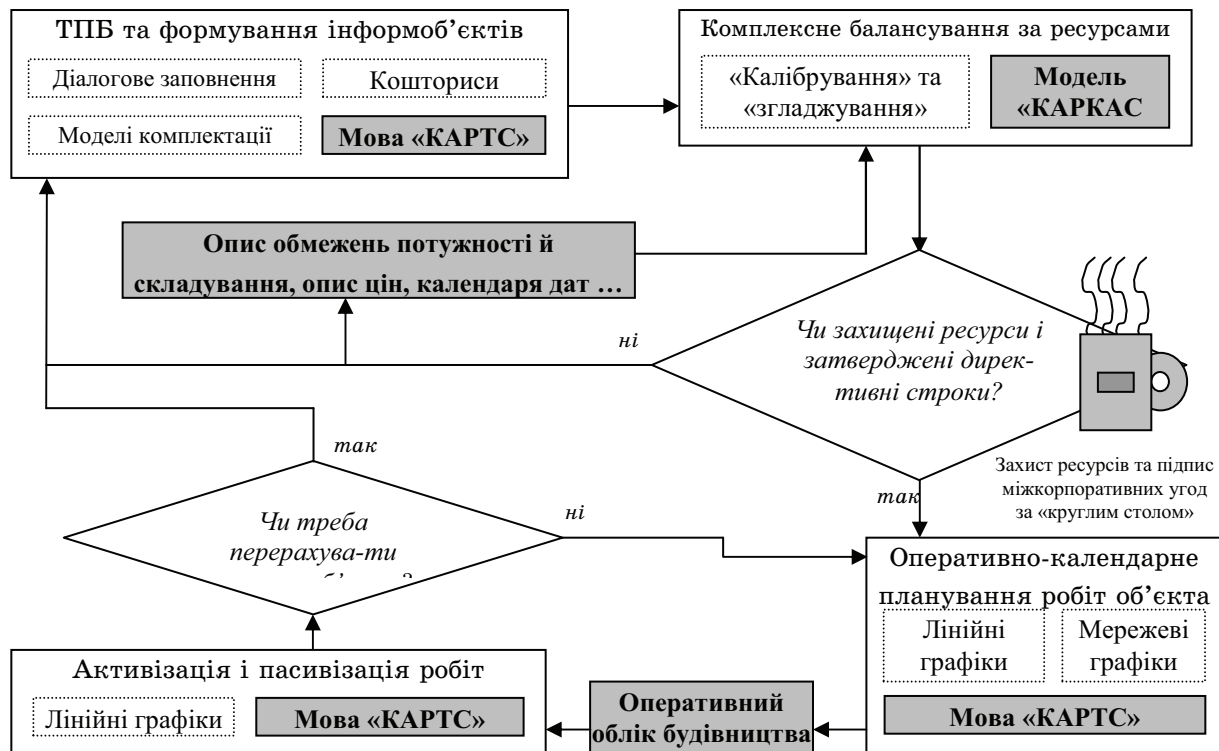 ТПБ та формування інформоб’єктів
Діалогове заповнення
Кошториси
Моделі комплектації
Мова «КАРТС»
Комплексне балансування за ресурсами
«Калібрування» та
«згладжування»
Модель
«КАРКАС
Опис обмежень потужності й
складування, опис цін, календаря дат …
ні
Чи захищені ресурси і
затверджені дирек-
тивні строки?
так
Захист ресурсів та підпис
міжкорпоративних угод
за «круглим столом»
так
Чи треба
перерахува-ти
ні
Оперативно-календарне
планування робіт об’єкта
Лінійні
графіки
Мережеві
графіки
Мова «КАРТС»
Активізація і пасивізація робіт
Лінійні графіки
Мова «КАРТС»
Оперативний
облік будівництва